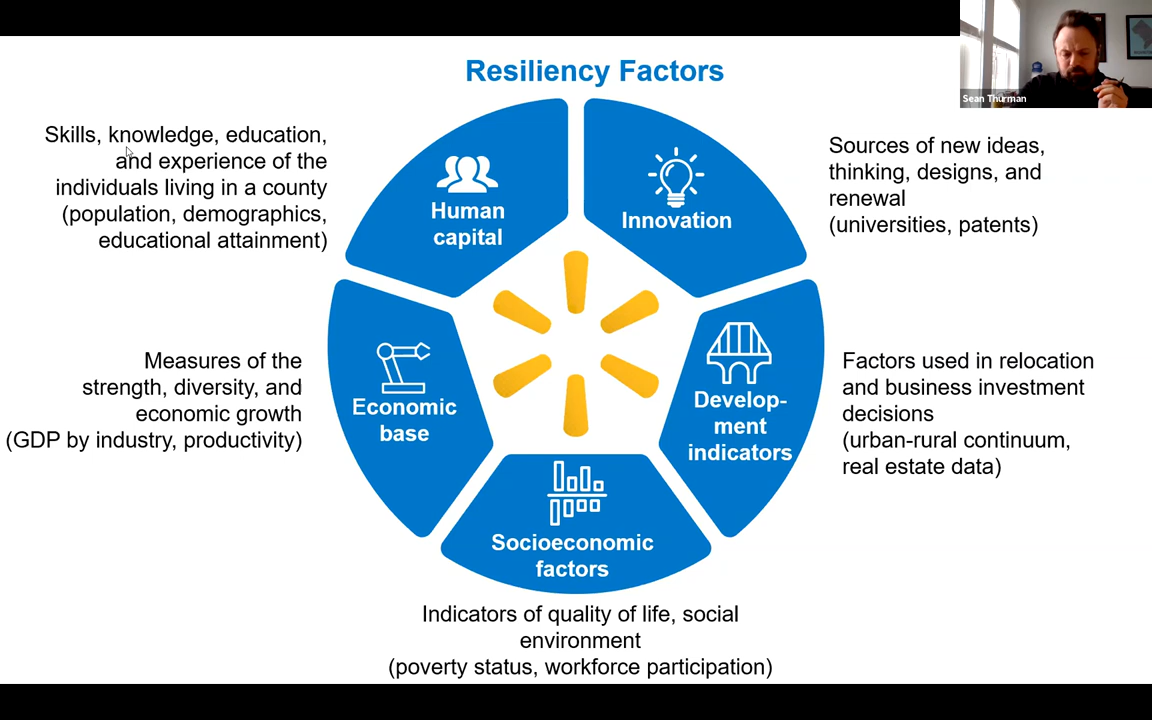 Resiliency Factors
Sean Thurman
Skills, knowledge, education,
and experience of the
individuals living in a county
(population, demographics,
educational attainment)
Human
capital
Innovation
Sources of new ideas,
thinking, designs, and
renewal
(universities, patents)
Measures of the
strength, diversity, and
economic growth
(GDP by industry, productivity)
Economic
base
Develop-
ment
indicators
Factors used in relocation
and business investment
decisions
(urban-rural continuum,
real estate data)
Socioeconomic
factors
Indicators of quality of life, social
environment
(poverty status, workforce participation)